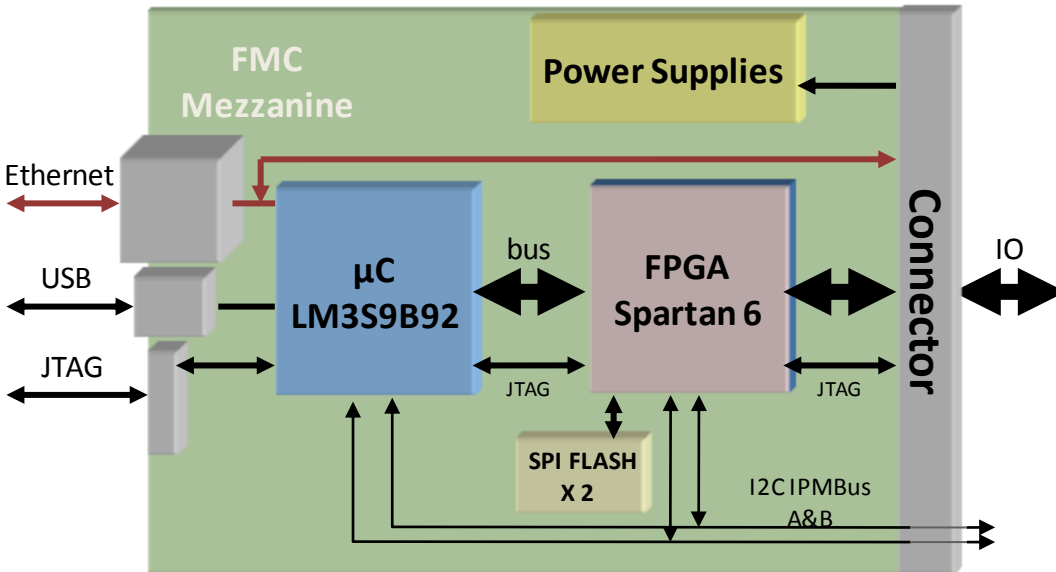 FMC
Mezzanine
Power Supplies
Ethernet
USB
JTAG
µC
LM3S9B92
bus
JTAG
FPGA
Spartan 6
JTAG
Connector
IO
SPI FLASH
X 2
I2C IPMBus
A&B